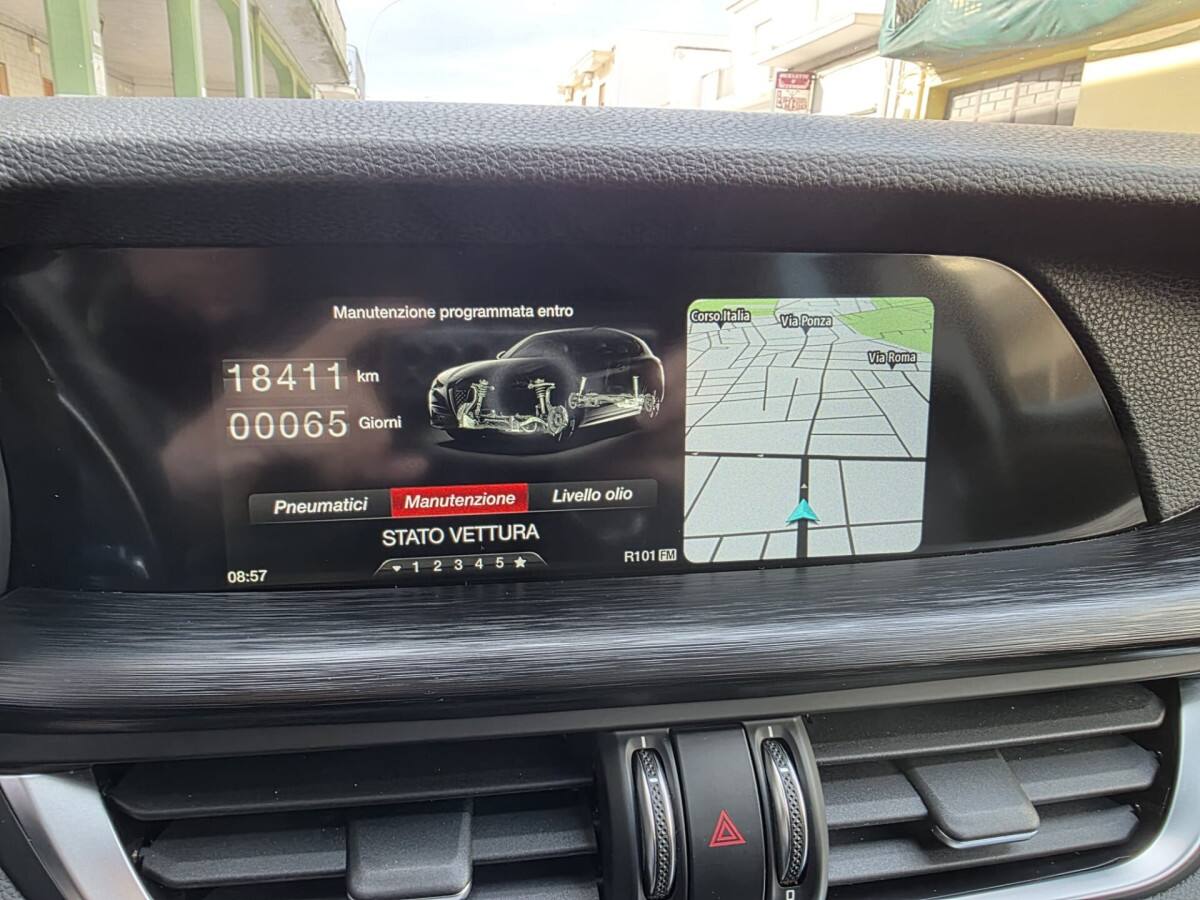 Manutenzione programmata entro
18411 km
00065 Giorni
Pneumatici Manutenzione Livello olio
STATO VETTURA
1 2 3 4 5
08:57
R101 FM
Corso Italia
Via Ponza
Via Roma
0